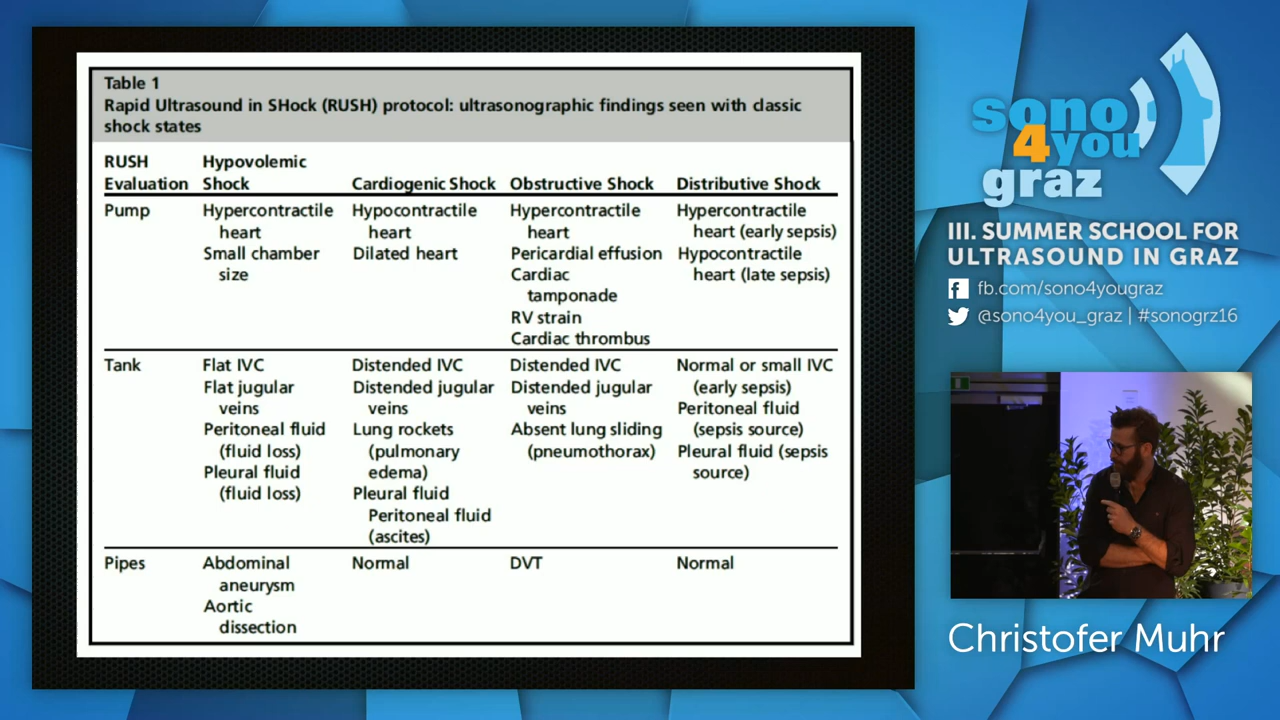 Table 1
Rapid Ultrasound in SHock (RUSH) protocol: ultrasonographic findings seen with classic
shock states
RUSH
Evaluation
Hypovolemic
Shock
Cardiogenic Shock
Obstructive Shock
Distributive Shock
Pump
Hypercontractile
heart
Small chamber
size
Hypocontractile
heart
Dilated heart
Hypercontractile
heart
Pericardial effusion
Cardiac
tamponade
RV strain
Cardiac thrombus
Hypercontractile
heart (early sepsis)
Hypocontractile
heart (late sepsis)
Tank
Flat IVC
Flat jugular
veins
Peritoneal fluid
(fluid loss)
Pleural fluid
(fluid loss)
Distended IVC
Distended jugular
veins
Lung rockets
(pulmonary
edema)
Pleural fluid
Peritoneal fluid
(ascites)
Distended IVC
Distended jugular
veins
Absent lung sliding
(pneumothorax)
Normal or small IVC
(early sepsis)
Peritoneal fluid
(sepsis source)
Pleural fluid (sepsis
source)
Pipes
Abdominal
aneurysm
Aortic
dissection
Normal
DVT
Normal
sono
4you
graz
III. SUMMER SCHOOL FOR
ULTRASOUND IN GRAZ
fb.com/sono4yougraz
@sono4you_graz | #sonogrz16
Christofer Muhr